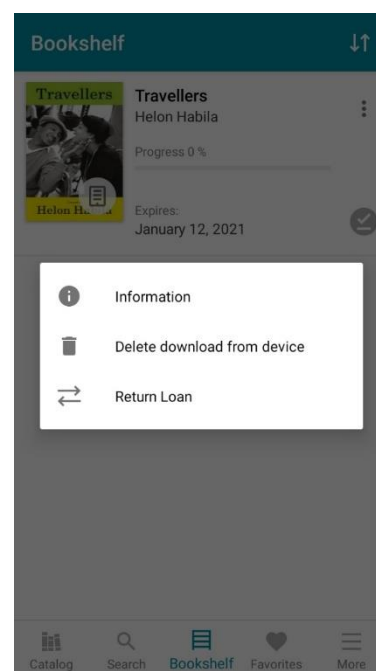 Bookshelf
Travellers
Travellers
Helon Habila
Progress 0 %
Helon H
Expires:
January 12, 2021
Information
Delete download from device
Return Loan
Catalog Search Bookshelf Favorites More